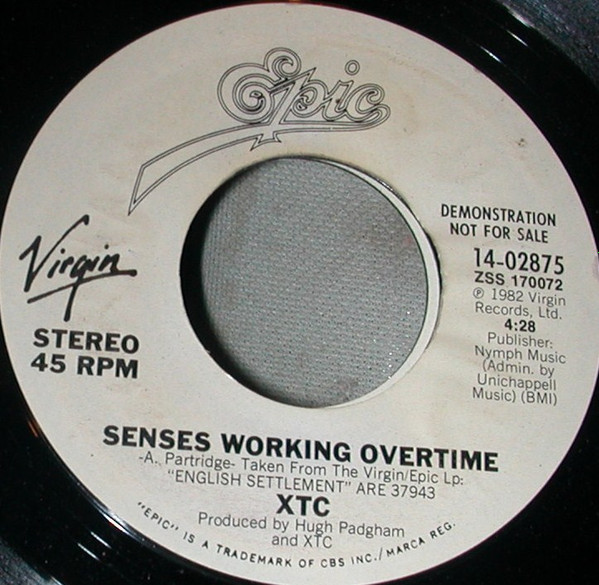 Epic
Virgin
STEREO
45 RPM
DEMONSTRATION
NOT FOR SALE
14-02875
ZSS 170072
℗ 1982 Virgin
Records, Ltd.
4:28
Publisher:
Nymph Music
(Admin. by
Unichappell
Music) (BMI)
SENSES WORKING OVERTIME
-A. Partridge- Taken From The Virgin/Epic Lp:
"ENGLISH SETTLEMENT" ARE 37943
XTC
Produced by Hugh Padgham
and XTC
"EPIC" IS A TRADEMARK OF CBS INC./MARCA REG.